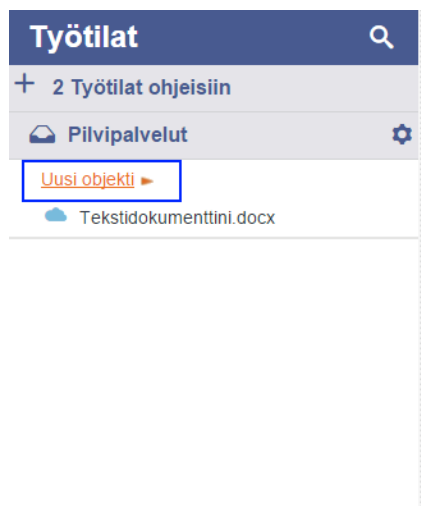 Työtilat
2 Työtilat ohjeisiin
Pilvipalvelut
Uusi objekti
Tekstidokumenttini.docx